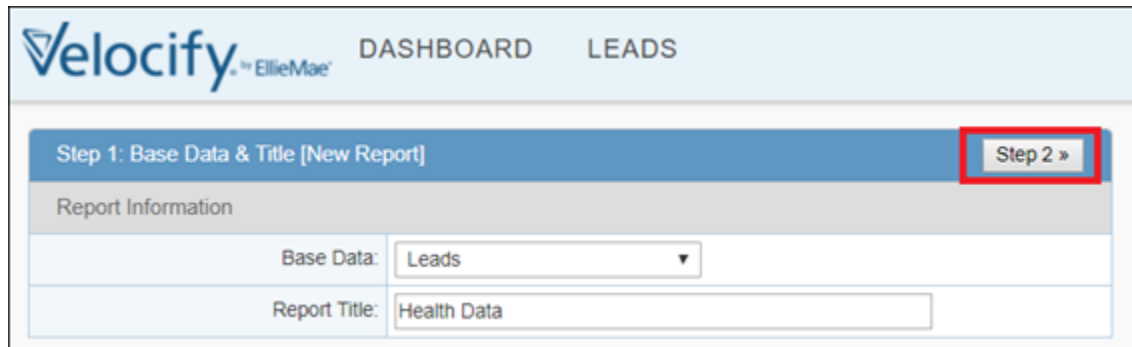 Velocify. by EllieMae DASHBOARD LEADS
Step 1: Base Data & Title [New Report] Step 2 »
Report Information
Base Data: Leads
Report Title: Health Data